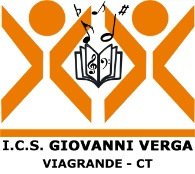 I.C.S. GIOVANNI VERGA
VIAGRANDE - CT